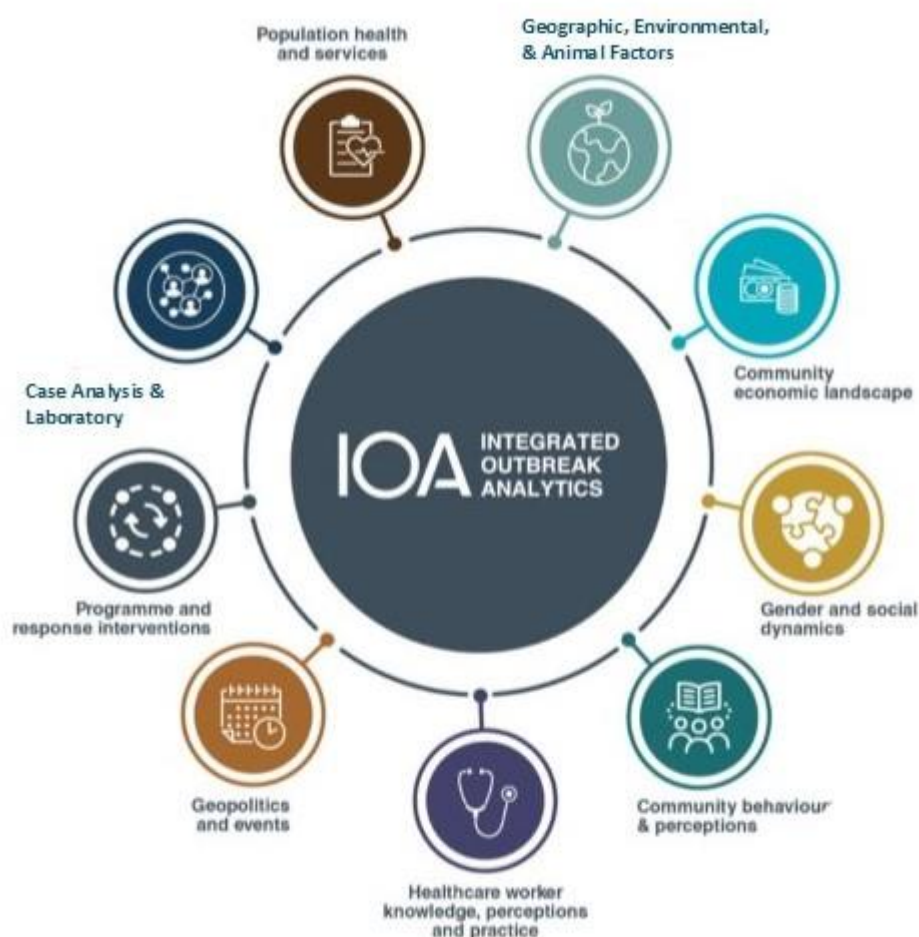 Population health
and services
Geographic, Environmental,
& Animal Factors
Community
economic landscape
Case Analysis &
Laboratory
IOA INTEGRATED
OUTBREAK
ANALYTICS
Programme and
response interventions
Gender and social
dynamics
Geopolitics
and events
Community behaviour
& perceptions
Healthcare worker
knowledge, perceptions
and practice